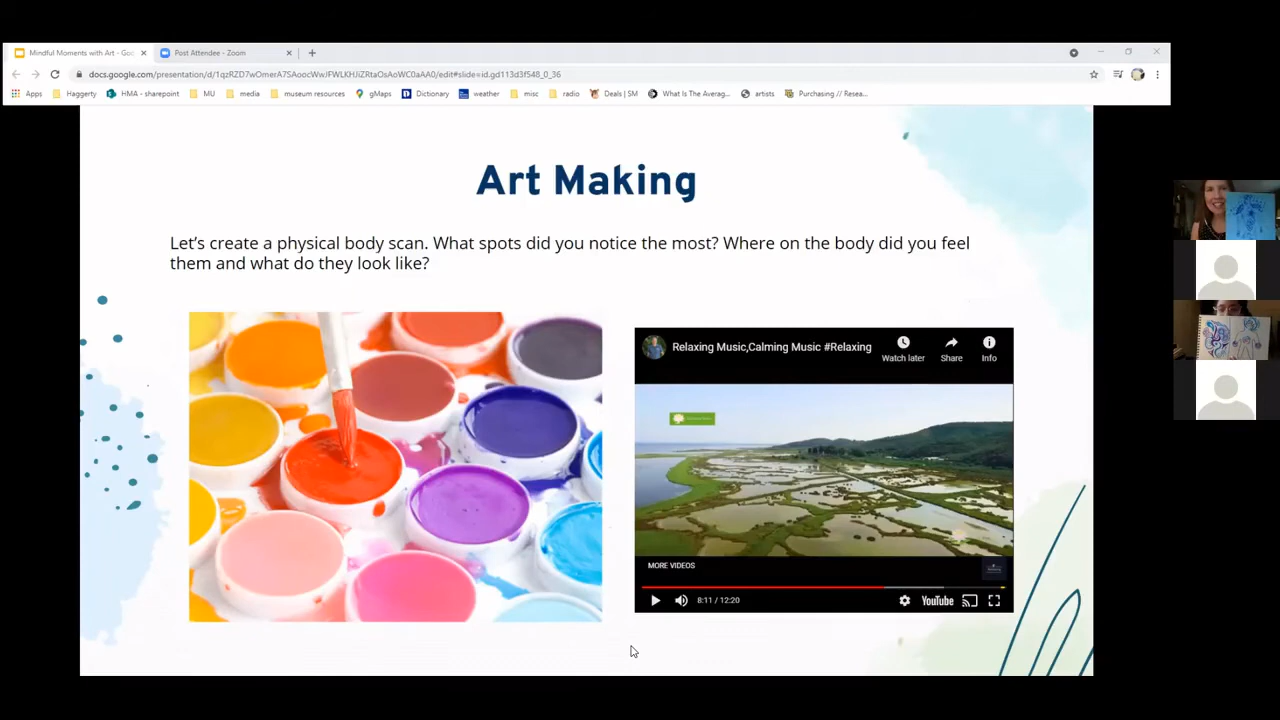 Mindful Moments with Art - Goo
Post Attendee - Zoom
docs.google.com/presentation/d/1qzRZD7wOmerA7SAoocWwJFWLKHJiZRtaOsAoWC0aAA0/edit#slide=id.gd113d3f548_0_36
Apps Haggerty HMA - sharepoint MU media museum resources gMaps Dictionary weather misc radio Deals | SM What Is The Averag... artists Purchasing // Resea...
Art Making
Let's create a physical body scan. What spots did you notice the most? Where on the body did you feel
them and what do they look like?
Relaxing Music,Calming Music #Relaxing
Watch later Share Info
MORE VIDEOS
8:11 / 12:20 YouTube